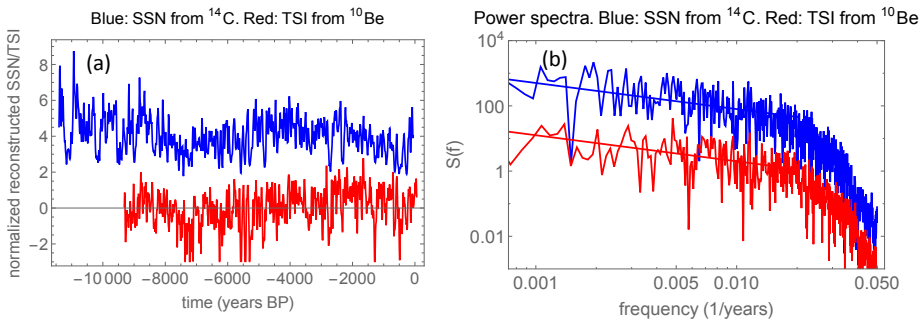 Blue: SSN from ¹⁴C. Red: TSI from ¹⁰Be
(a)
normalized reconstructed SSN/TSI
8
6
4
2
0
−2
−10000 −8000 −6000 −4000 −2000 0
time (years BP)
Power spectra. Blue: SSN from ¹⁴C. Red: TSI from ¹⁰Be
(b)
S(f)
10⁴
100
1
0.01
0.001 0.005 0.010 0.050
frequency (1/years)